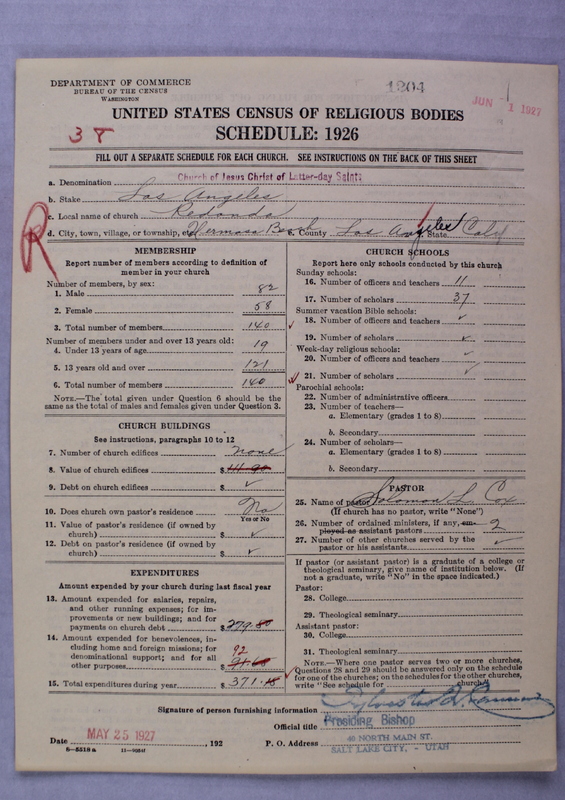 DEPARTMENT OF COMMERCE
BUREAU OF THE CENSUS
WASHINGTON
1204
JUN 1 1927
UNITED STATES CENSUS OF RELIGIOUS BODIES
SCHEDULE: 1926
38
FILL OUT A SEPARATE SCHEDULE FOR EACH CHURCH. SEE INSTRUCTIONS ON THE BACK OF THIS SHEET
a. Denomination Church of Jesus Christ of Latter-day Saints
b. Stake Los Angeles
c. Local name of church Redondo
d. City, town, village, or township, etc. Hermosa Beach e. County Los Angeles State Calif
R
MEMBERSHIP
Report number of members according to definition of
member in your church
Number of members, by sex:
1. Male 82
2. Female 58
3. Total number of members 140
Number of members under and over 13 years old:
4. Under 13 years of age 19
5. 13 years old and over 121
6. Total number of members 140
NOTE.—The total given under Question 6 should be
same as the total of males and females given under Question 3.
CHURCH BUILDINGS
See instructions, paragraphs 10 to 12
7. Number of church edifices none
8. Value of church edifices $
9. Debt on church edifices $ ✓
10. Does church own pastor's residence No
Yes or No
11. Value of pastor's residence (if owned by
church) $ ✓
12. Debt on pastor's residence (if owned by
church) $ ✓
EXPENDITURES
Amount expended by your church during last fiscal year
13. Amount expended for salaries, repairs,
and other running expenses; for im-
provements or new buildings; and for
payments on church debt $ 279.
14. Amount expended for benevolences, in-
cluding home and foreign missions; for
denominational support; and for all
other purposes 92
15. Total expenditures during year $ 371.
CHURCH SCHOOLS
Report here only schools conducted by this church
Sunday schools:
16. Number of officers and teachers 11
17. Number of scholars 37
Summer vacation Bible schools:
18. Number of officers and teachers ✓
19. Number of scholars ✓
Week-day religious schools:
20. Number of officers and teachers ✓
21. Number of scholars ✓
Parochial schools:
22. Number of administrative officers
23. Number of teachers—
a. Elementary (grades 1 to 8)
b. Secondary
24. Number of scholars—
a. Elementary (grades 1 to 8)
b. Secondary
PASTOR
25. Name of pastor Solomon L. Cox
(If church has no pastor, write "None")
26. Number of ordained ministers, if any, em-
ployed as assistant pastors 2
27. Number of other churches served by the
pastor or his assistants ✓
If pastor (or assistant pastor) is a graduate of a college or
theological seminary, give name of institution below. (If
not a graduate, write "No" in the space indicated.)
Pastor:
28. College
29. Theological seminary
Assistant pastor:
30. College
31. Theological seminary
NOTE.—Where one pastor serves two or more churches,
Questions 28 and 29 should be answered only on the schedule
for one of the churches; on the schedules for the other churches,
write "See schedule for church."
Signature of person furnishing information Sylvester Q. Cannon
Official title Presiding Bishop
Date MAY 25 1927, 192 P. O. Address 40 NORTH MAIN ST.
SALT LAKE CITY, - UTAH